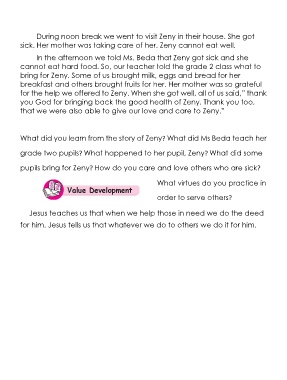 During noon break we went to visit Zeny in their house. She got
sick. Her mother was taking care of her. Zeny cannot eat well.
In the afternoon we told Ms. Beda that Zeny got sick and she
cannot eat hard food. So, our teacher told the grade 2 class what to
bring for Zeny. Some of us brought milk, eggs and bread for her
breakfast and others brought fruits for her. Her mother was so grateful
for the help we offered to Zeny. When she got well, all of us said," thank
you God for bringing back the good health of Zeny. Thank you too,
that we were also able to give our love and care to Zeny."
What did you learn from the story of Zeny? What did Ms Beda teach her
grade two pupils? What happened to her pupil, Zeny? What did some
pupils bring for Zeny? How do you care and love others who are sick?
Value Development
What virtues do you practice in
order to serve others?
Jesus teaches us that when we help those in need we do the deed
for him. Jesus tells us that whatever we do to others we do it for him.